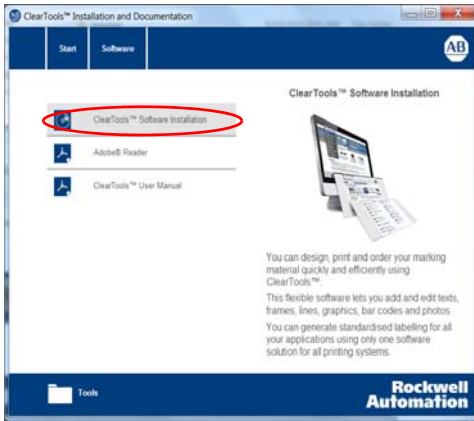 ClearTools™ Installation and Documentation
Start
Software
AB
ClearTools™ Software Installation
ClearTools™ Software Installation
Adobe® Reader
ClearTools™ User Manual
You can design, print and order your marking
material quickly and efficiently using
ClearTools™.
This flexible software lets you add and edit texts,
frames, lines, graphics, bar codes and photos.
You can generate standardised labelling for all
your applications using only one software
solution for all printing systems.
Tools
Rockwell
Automation